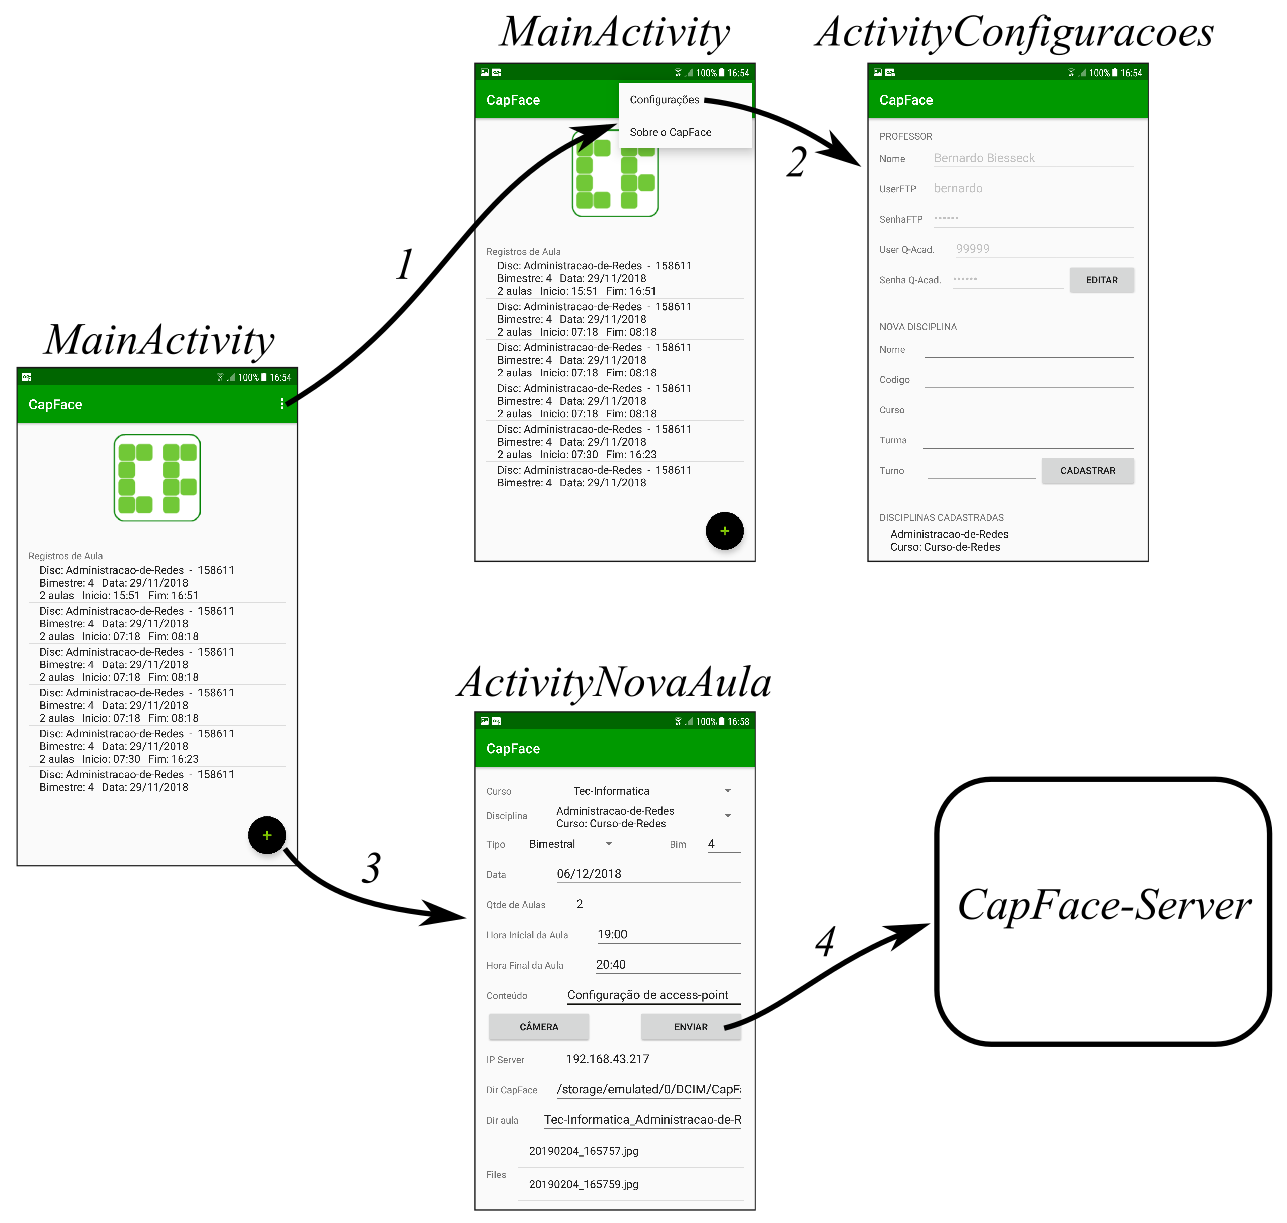 MainActivity
100% 16:54
CapFace
Configurações
Sobre o CapFace
Registros de Aula
Disc: Administracao-de-Redes - 158611
Bimestre: 4 Data: 29/11/2018
2 aulas Inicio: 15:51 Fim: 16:51
Disc: Administracao-de-Redes - 158611
Bimestre: 4 Data: 29/11/2018
2 aulas Inicio: 07:18 Fim: 08:18
Disc: Administracao-de-Redes - 158611
Bimestre: 4 Data: 29/11/2018
2 aulas Inicio: 07:18 Fim: 08:18
Disc: Administracao-de-Redes - 158611
Bimestre: 4 Data: 29/11/2018
2 aulas Inicio: 07:18 Fim: 08:18
Disc: Administracao-de-Redes - 158611
Bimestre: 4 Data: 29/11/2018
2 aulas Inicio: 07:30 Fim: 16:23
Disc: Administracao-de-Redes - 158611
Bimestre: 4 Data: 29/11/2018
+
ActivityConfiguracoes
100% 16:54
CapFace
PROFESSOR
Nome Bernardo Biesseck
UserFTP bernardo
SenhaFTP ······
User Q-Acad. 99999
Senha Q-Acad. ······ EDITAR
NOVA DISCIPLINA
Nome
Codigo
Curso
Turma
Turno CADASTRAR
DISCIPLINAS CADASTRADAS
Administracao-de-Redes
Curso: Curso-de-Redes
1
2
MainActivity
100% 16:54
CapFace
Registros de Aula
Disc: Administracao-de-Redes - 158611
Bimestre: 4 Data: 29/11/2018
2 aulas Inicio: 15:51 Fim: 16:51
Disc: Administracao-de-Redes - 158611
Bimestre: 4 Data: 29/11/2018
2 aulas Inicio: 07:18 Fim: 08:18
Disc: Administracao-de-Redes - 158611
Bimestre: 4 Data: 29/11/2018
2 aulas Inicio: 07:18 Fim: 08:18
Disc: Administracao-de-Redes - 158611
Bimestre: 4 Data: 29/11/2018
2 aulas Inicio: 07:18 Fim: 08:18
Disc: Administracao-de-Redes - 158611
Bimestre: 4 Data: 29/11/2018
2 aulas Inicio: 07:30 Fim: 16:23
Disc: Administracao-de-Redes - 158611
Bimestre: 4 Data: 29/11/2018
+
3
ActivityNovaAula
100% 16:58
CapFace
Curso Tec-Informatica
Disciplina Administracao-de-Redes
Curso: Curso-de-Redes
Tipo Bimestral Bim 4
Data 06/12/2018
Qtde de Aulas 2
Hora Inicial da Aula 19:00
Hora Final da Aula 20:40
Conteúdo Configuração de access-point
CÂMERA ENVIAR
IP Server 192.168.43.217
Dir CapFace /storage/emulated/0/DCIM/CapFa
Dir aula Tec-Informatica_Administracao-de-R
Files 20190204_165757.jpg
20190204_165759.jpg
4
CapFace-Server